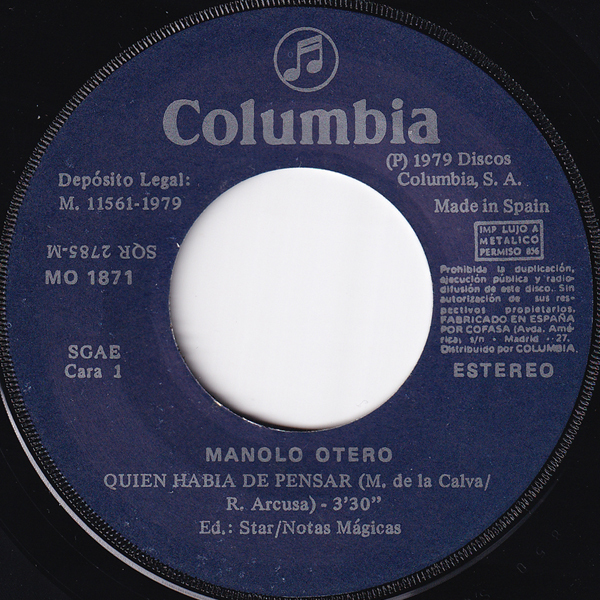 Columbia
(P) 1979 Discos
Columbia, S. A.
Depósito Legal:
M. 11561-1979
Made in Spain
IMP LUJO A
METALICO
PERMISO 856
SQR 2785-M
MO 1871
Prohibida la duplicación,
ejecución pública y radio-
difusión de este disco. Sin
autorización de sus res-
pectivos propietarios.
FABRICADO EN ESPAÑA
POR COFASA (Avda. Amé-
rica, s/n - Madrid - 27.
Distribuido por COLUMBIA.
SGAE
Cara 1
ESTEREO
MANOLO OTERO
QUIEN HABIA DE PENSAR (M. de la Calva/
R. Arcusa) - 3'30"
Ed.: Star/Notas Mágicas